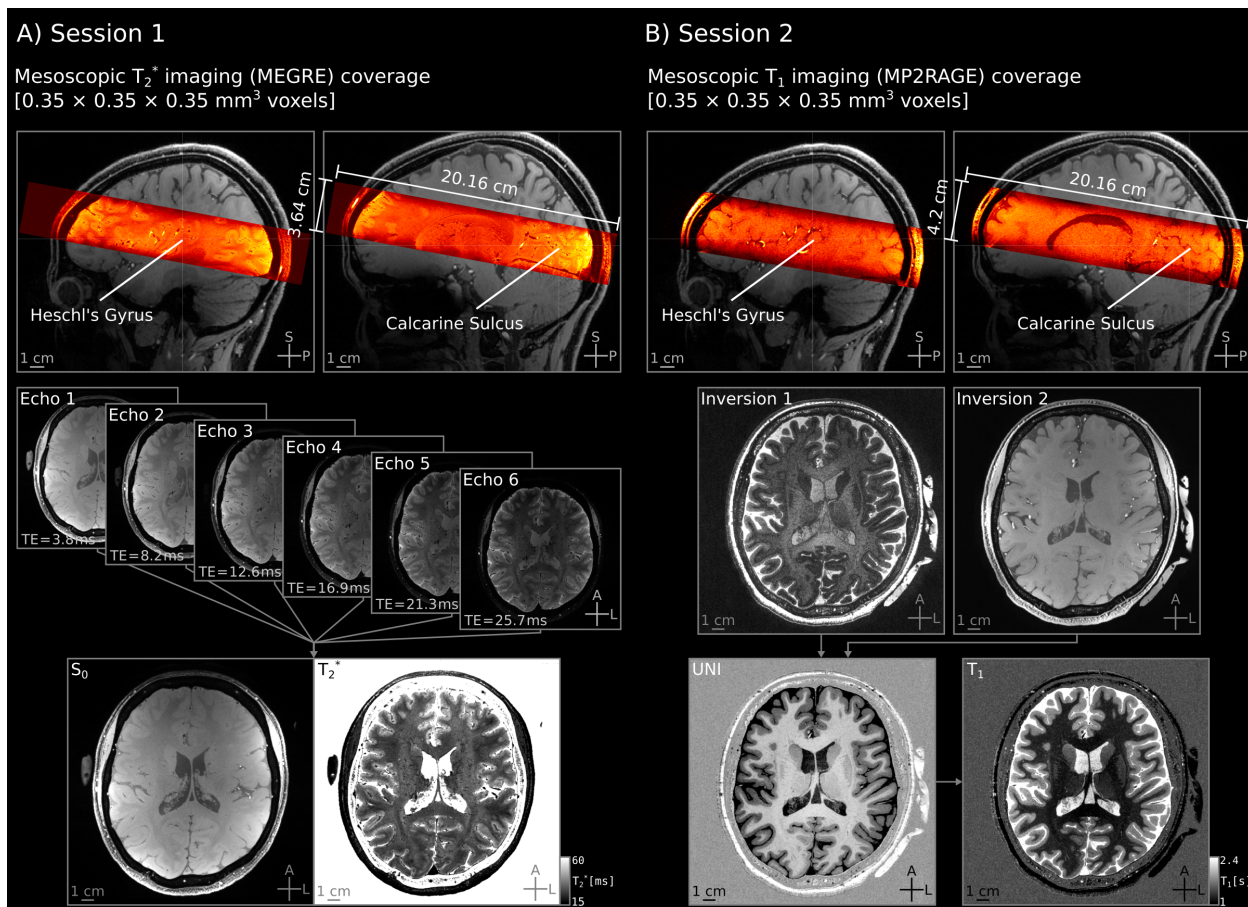 A) Session 1
Mesoscopic T₂* imaging (MEGRE) coverage
[0.35 × 0.35 × 0.35 mm³ voxels]
3.64 cm
20.16 cm
Heschl's Gyrus
Calcarine Sulcus
1 cm
S
P
1 cm
S
P
Echo 1
TE=3.8ms
Echo 2
TE=8.2ms
Echo 3
TE=12.6ms
Echo 4
TE=16.9ms
Echo 5
TE=21.3ms
Echo 6
TE=25.7ms
A
L
S₀
1 cm
A
L
T₂*
1 cm
A
L
60
T₂*[ms]
15
B) Session 2
Mesoscopic T₁ imaging (MP2RAGE) coverage
[0.35 × 0.35 × 0.35 mm³ voxels]
4.2 cm
20.16 cm
Heschl's Gyrus
Calcarine Sulcus
1 cm
S
P
1 cm
S
P
Inversion 1
1 cm
A
L
Inversion 2
1 cm
A
L
UNI
1 cm
A
L
T₁
1 cm
A
L
2.4
T₁[s]
1